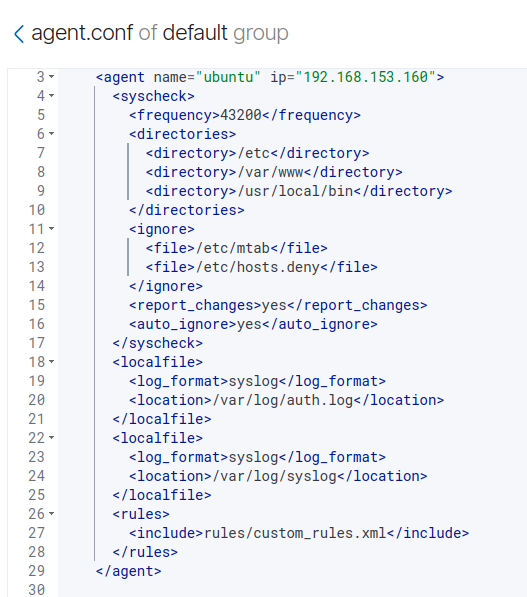 agent.conf of default group
3 <agent name="ubuntu" ip="192.168.153.160">
4 <syscheck>
5 <frequency>43200</frequency>
6 <directories>
7 <directory>/etc</directory>
8 <directory>/var/www</directory>
9 <directory>/usr/local/bin</directory>
10 </directories>
11 <ignore>
12 <file>/etc/mtab</file>
13 <file>/etc/hosts.deny</file>
14 </ignore>
15 <report_changes>yes</report_changes>
16 <auto_ignore>yes</auto_ignore>
17 </syscheck>
18 <localfile>
19 <log_format>syslog</log_format>
20 <location>/var/log/auth.log</location>
21 </localfile>
22 <localfile>
23 <log_format>syslog</log_format>
24 <location>/var/log/syslog</location>
25 </localfile>
26 <rules>
27 <include>rules/custom_rules.xml</include>
28 </rules>
29 </agent>
30